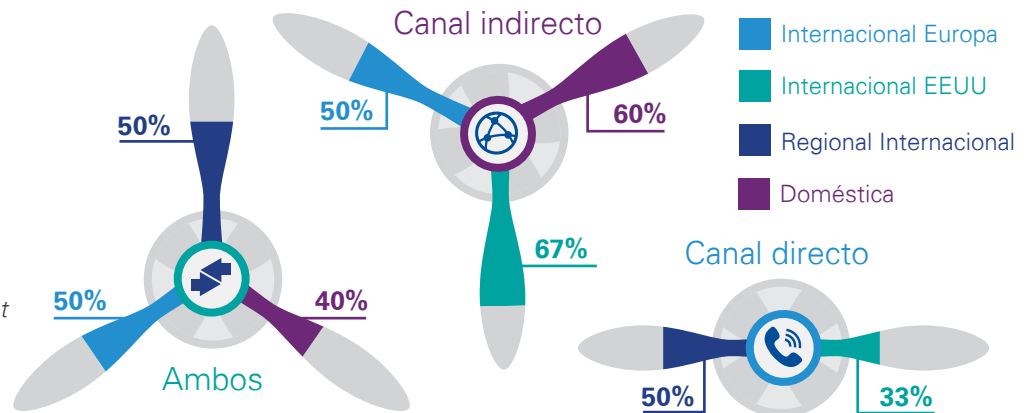 Canal indirecto
50%
60%
67%
Internacional Europa
Internacional EEUU
Regional Internacional
Doméstica
50%
50%
40%
t
Ambos
Canal directo
50%
33%